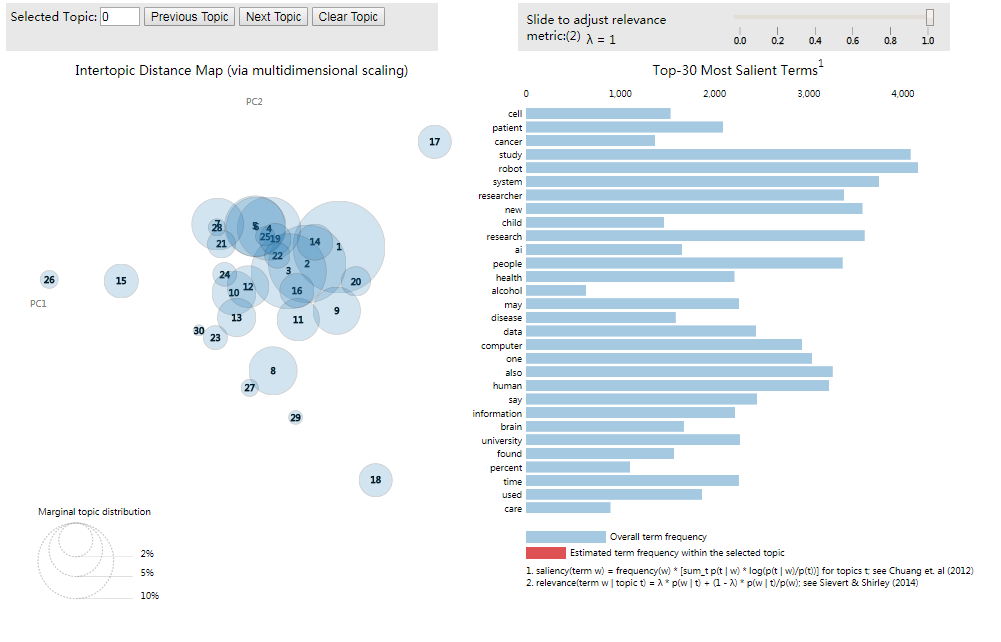 Selected Topic: 0 Previous Topic Next Topic Clear Topic
Slide to adjust relevance
metric:(2) λ = 1
0.0 0.2 0.4 0.6 0.8 1.0
Intertopic Distance Map (via multidimensional scaling)
PC2
PC1
17
7
28
21
5
6
4
25
19
22
14
1
2
3
20
26
15
24
10
12
16
9
13
11
30
23
8
27
29
18
Marginal topic distribution
2%
5%
10%
Top-30 Most Salient Terms1
0 1,000 2,000 3,000 4,000
cell
patient
cancer
study
robot
system
researcher
new
child
research
ai
people
health
alcohol
may
disease
data
computer
one
also
human
say
information
brain
university
found
percent
time
used
care
Overall term frequency
Estimated term frequency within the selected topic
1. saliency(term w) = frequency(w) * [sum_t p(t | w) * log(p(t | w)/p(t))] for topics t; see Chuang et. al (2012)
2. relevance(term w | topic t) = λ * p(w | t) + (1 - λ) * p(w | t)/p(w); see Sievert & Shirley (2014)